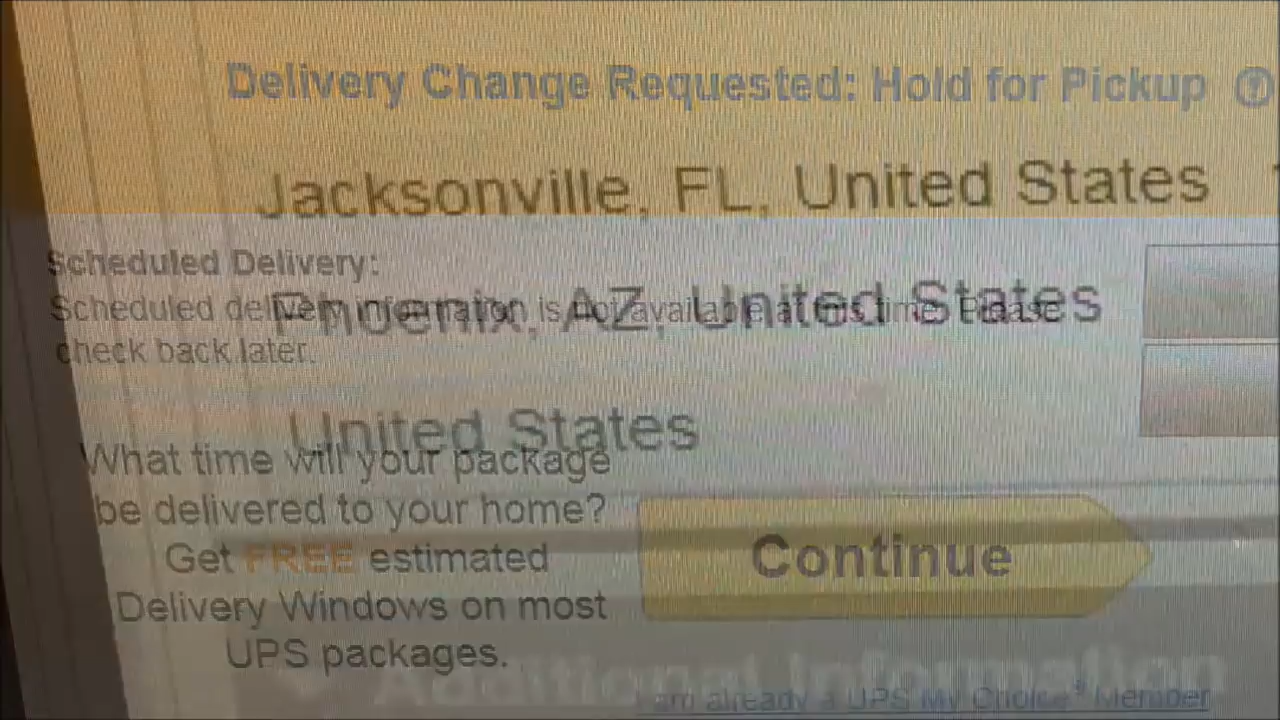 Delivery Change Requested: Hold for Pickup ?
Jacksonville, FL, United States
Scheduled Delivery:
Scheduled delivery information is not available at this time. Please
check back later.
Phoenix, AZ, United States
United States
What time will your package
be delivered to your home?
Get FREE estimated
Delivery Windows on most
UPS packages.
Continue
Additional Information
I am already a UPS My Choice® Member